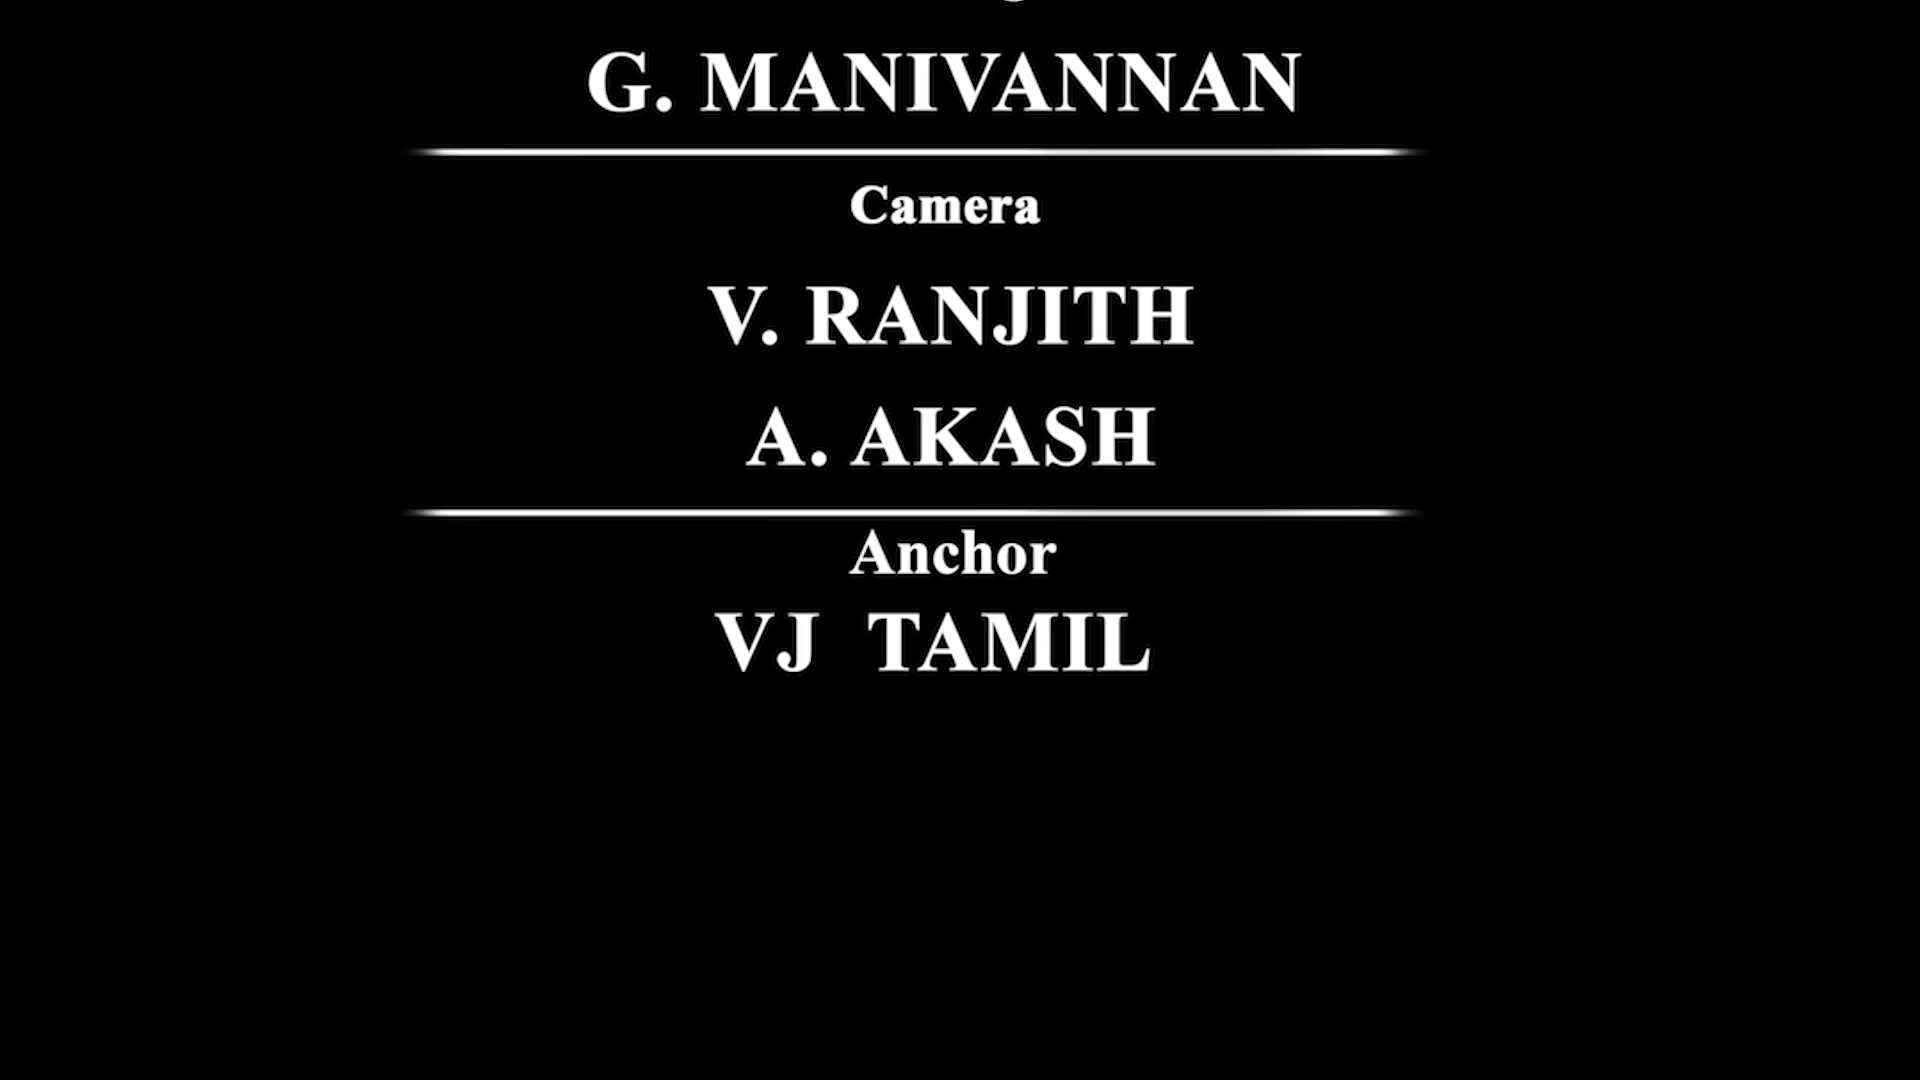 G. MANIVANNAN
Camera
V. RANJITH
A. AKASH
Anchor
VJ TAMIL